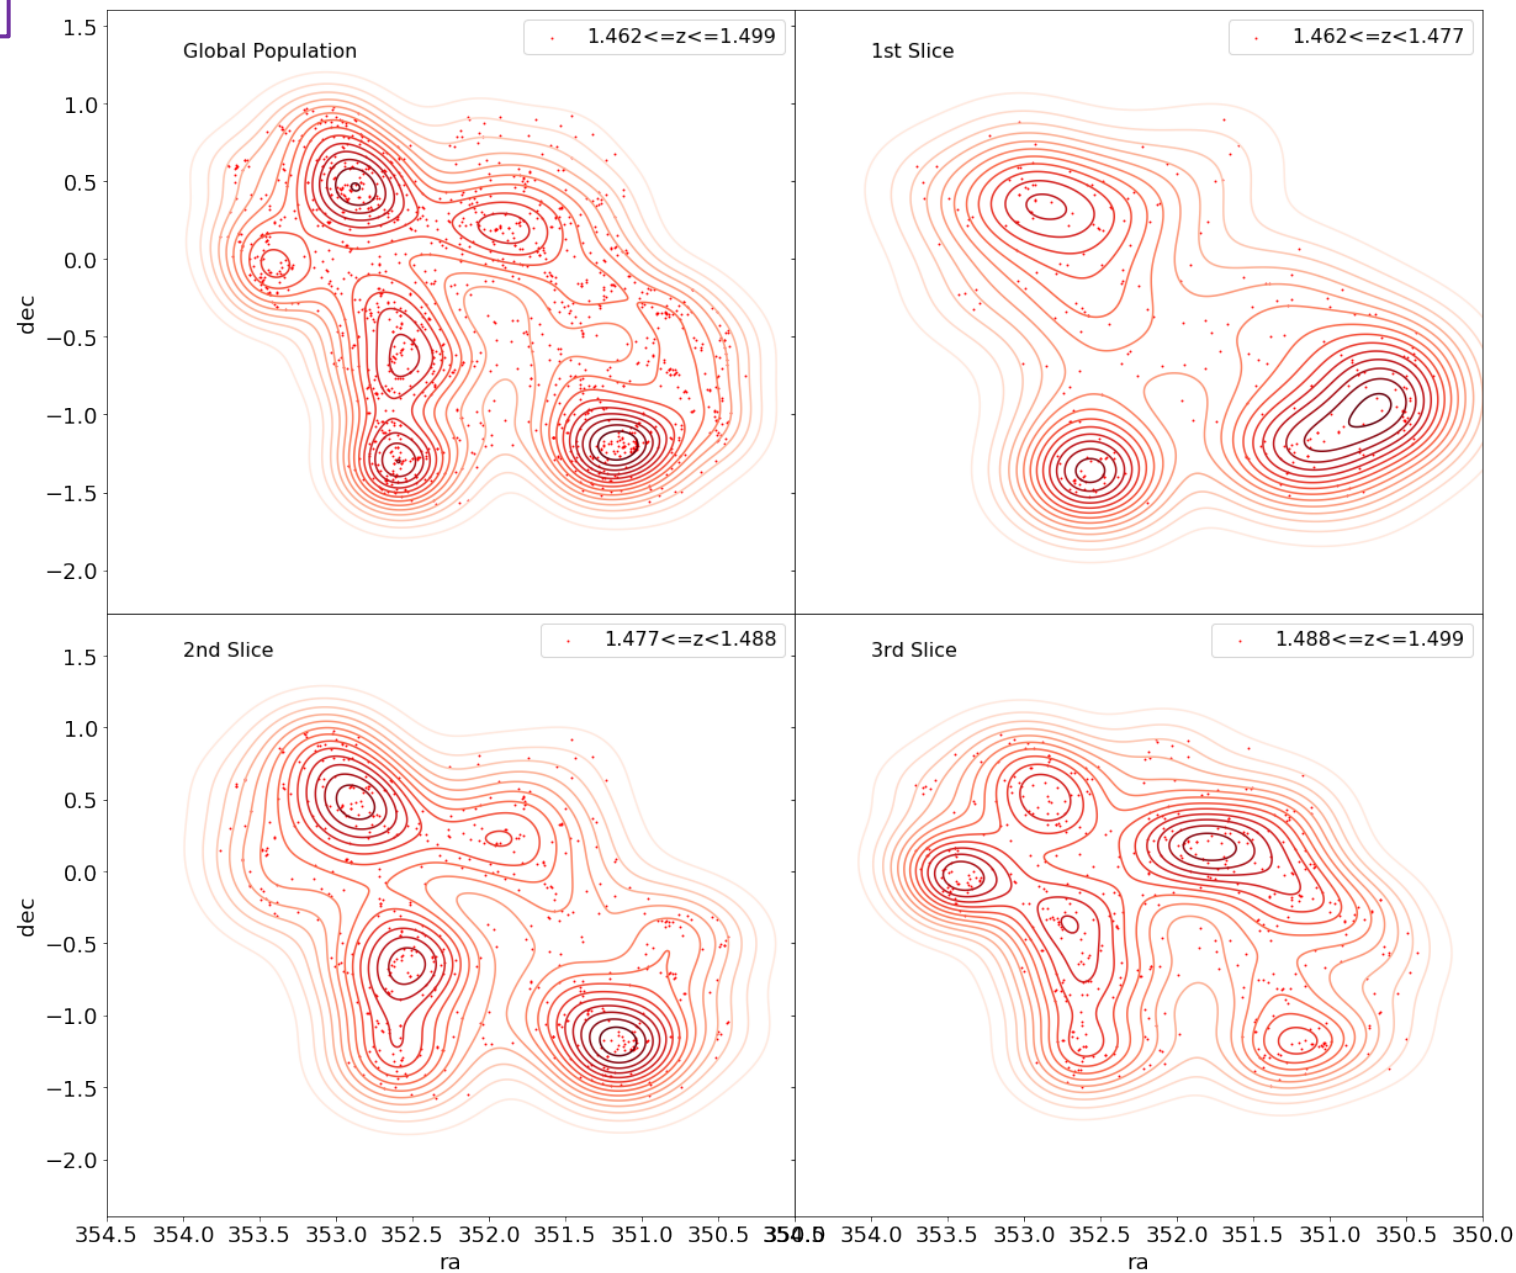 Global Population
1.462<=z<=1.499
1st Slice
1.462<=z<1.477
1.5
1.0
0.5
0.0
−0.5
−1.0
−1.5
−2.0
dec
2nd Slice
1.477<=z<1.488
3rd Slice
1.488<=z<=1.499
1.5
1.0
0.5
0.0
−0.5
−1.0
−1.5
−2.0
dec
354.5 354.0 353.5 353.0 352.5 352.0 351.5 351.0 350.5 354.0 353.5 353.0 352.5 352.0 351.5 351.0 350.5 350.0
ra ra